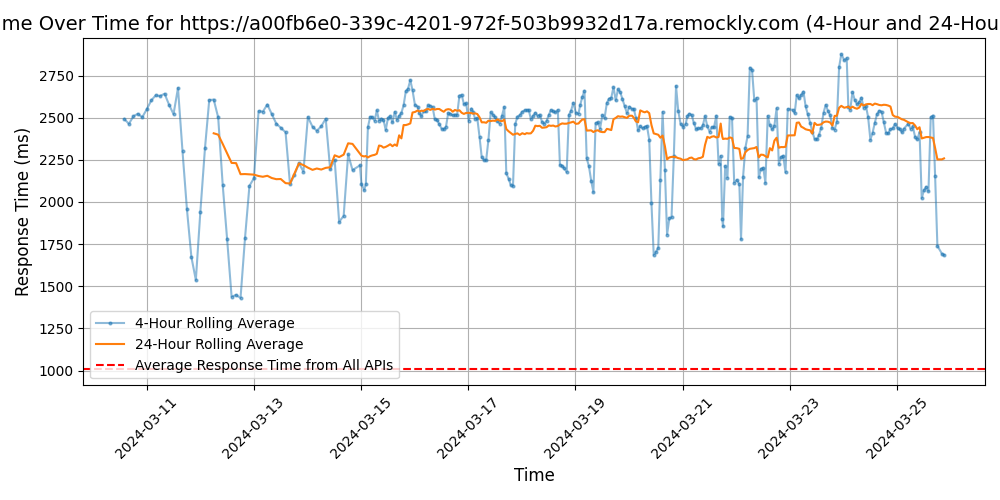 me Over Time for https://a00fb6e0-339c-4201-972f-503b9932d17a.remockly.com (4-Hour and 24-Hou
Response Time (ms)
2750
2500
2250
2000
1750
1500
1250
1000
4-Hour Rolling Average
24-Hour Rolling Average
Average Response Time from All APIs
2024-03-11
2024-03-13
2024-03-15
2024-03-17
2024-03-19
2024-03-21
2024-03-23
2024-03-25
Time